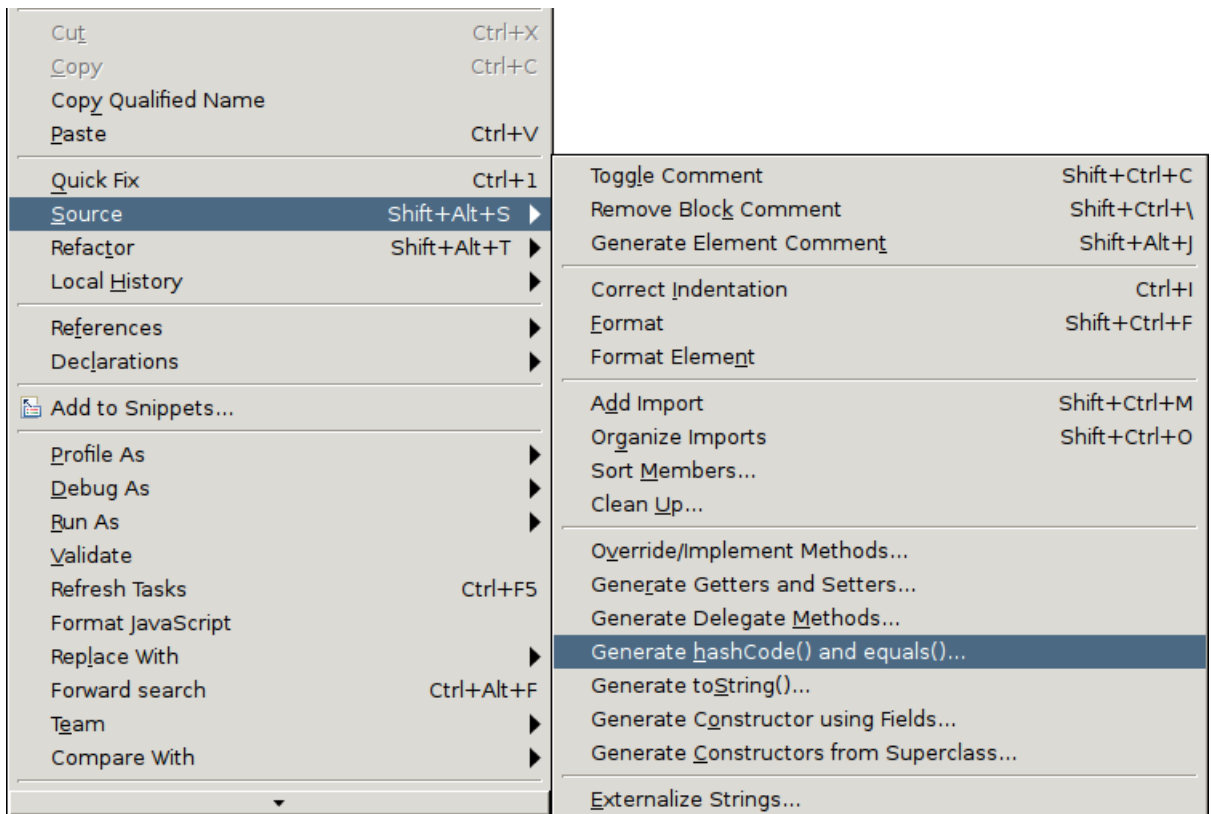 Cut Ctrl+X
Copy Ctrl+C
Copy Qualified Name
Paste Ctrl+V
Quick Fix Ctrl+1
Source Shift+Alt+S
Refactor Shift+Alt+T
Local History
References
Declarations
Add to Snippets...
Profile As
Debug As
Run As
Validate
Refresh Tasks Ctrl+F5
Format JavaScript
Replace With
Forward search Ctrl+Alt+F
Team
Compare With
Toggle Comment Shift+Ctrl+C
Remove Block Comment Shift+Ctrl+\
Generate Element Comment Shift+Alt+J
Correct Indentation Ctrl+I
Format Shift+Ctrl+F
Format Element
Add Import Shift+Ctrl+M
Organize Imports Shift+Ctrl+O
Sort Members...
Clean Up...
Override/Implement Methods...
Generate Getters and Setters...
Generate Delegate Methods...
Generate hashCode() and equals()...
Generate toString()...
Generate Constructor using Fields...
Generate Constructors from Superclass...
Externalize Strings...